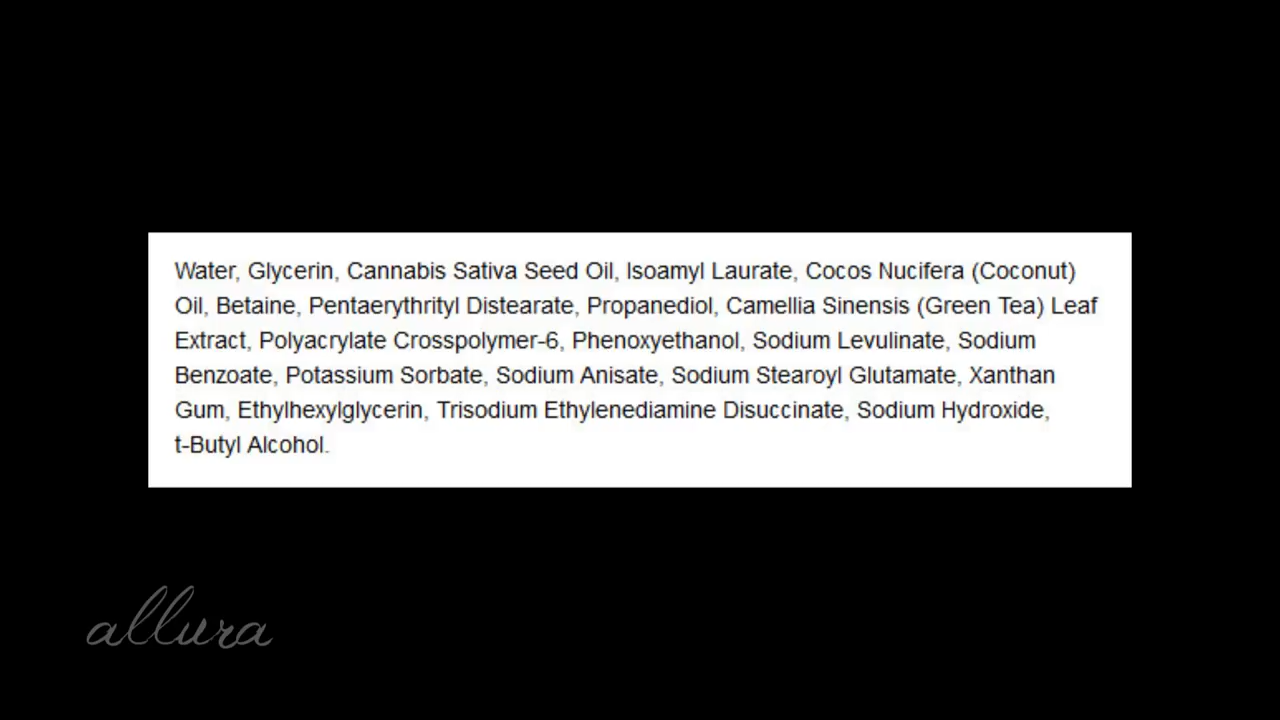 Water, Glycerin, Cannabis Sativa Seed Oil, Isoamyl Laurate, Cocos Nucifera (Coconut)
Oil, Betaine, Pentaerythrityl Distearate, Propanediol, Camellia Sinensis (Green Tea) Leaf
Extract, Polyacrylate Crosspolymer-6, Phenoxyethanol, Sodium Levulinate, Sodium
Benzoate, Potassium Sorbate, Sodium Anisate, Sodium Stearoyl Glutamate, Xanthan
Gum, Ethylhexylglycerin, Trisodium Ethylenediamine Disuccinate, Sodium Hydroxide,
t-Butyl Alcohol.
allura